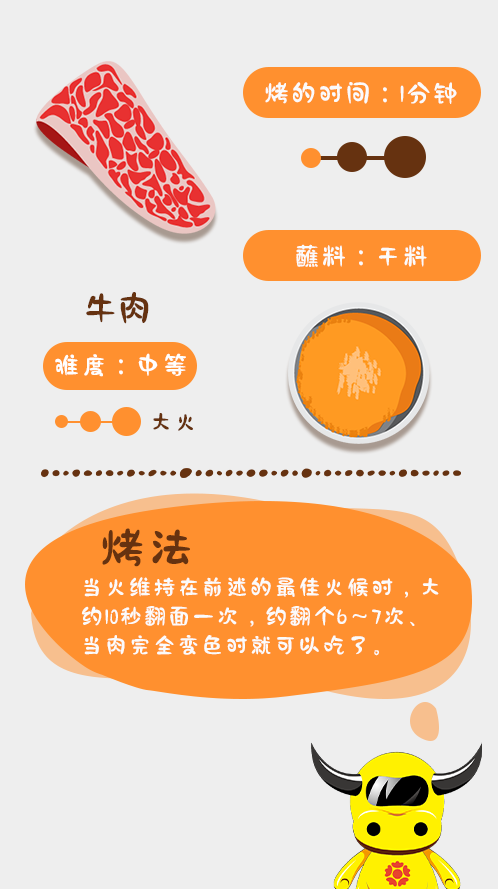 烤的时间：1分钟
蘸料：干料
牛肉
难度：中等
大火
烤法
当火维持在前述的最佳火候时，大
约10秒翻面一次，约翻个6～7次、
当肉完全变色时就可以吃了。